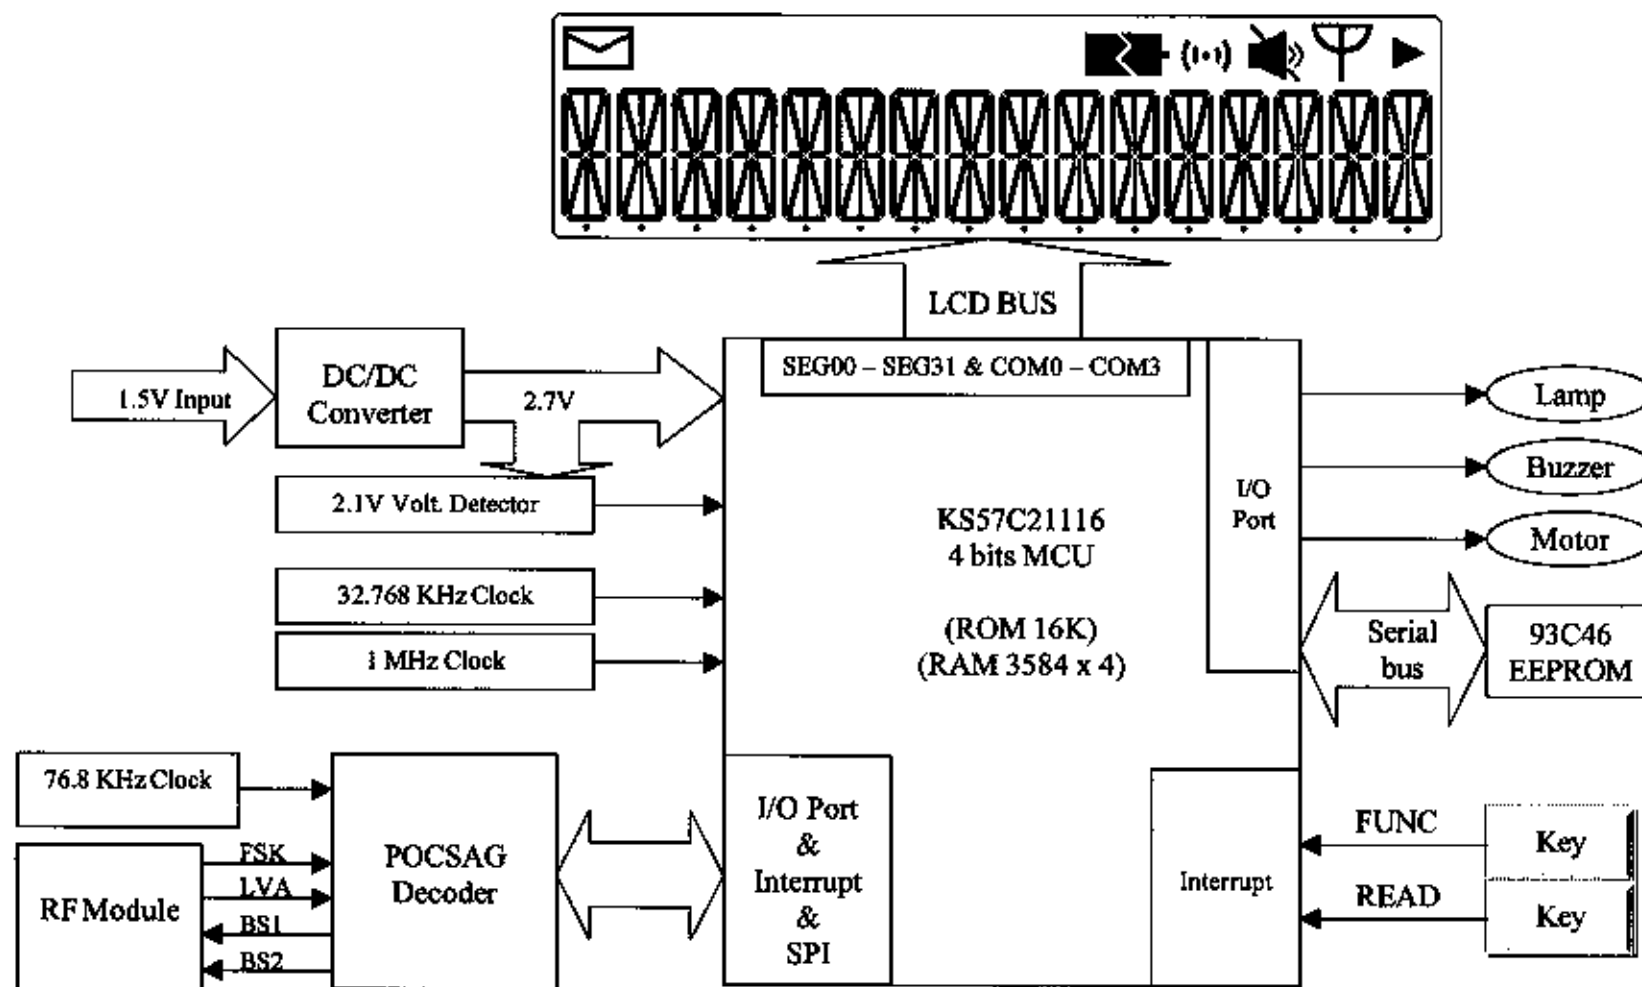 LCD BUS
SEG00 – SEG31 & COM0 – COM3
1.5V Input
DC/DC
Converter
2.7V
2.1V Volt. Detector
32.768 KHz Clock
1 MHz Clock
KS57C21116
4 bits MCU
(ROM 16K)
(RAM 3584 x 4)
I/O
Port
Lamp
Buzzer
Motor
Serial
bus
93C46
EEPROM
76.8 KHz Clock
RF Module
FSK
LVA
BS1
BS2
POCSAG
Decoder
I/O Port
&
Interrupt
&
SPI
Interrupt
FUNC
READ
Key
Key